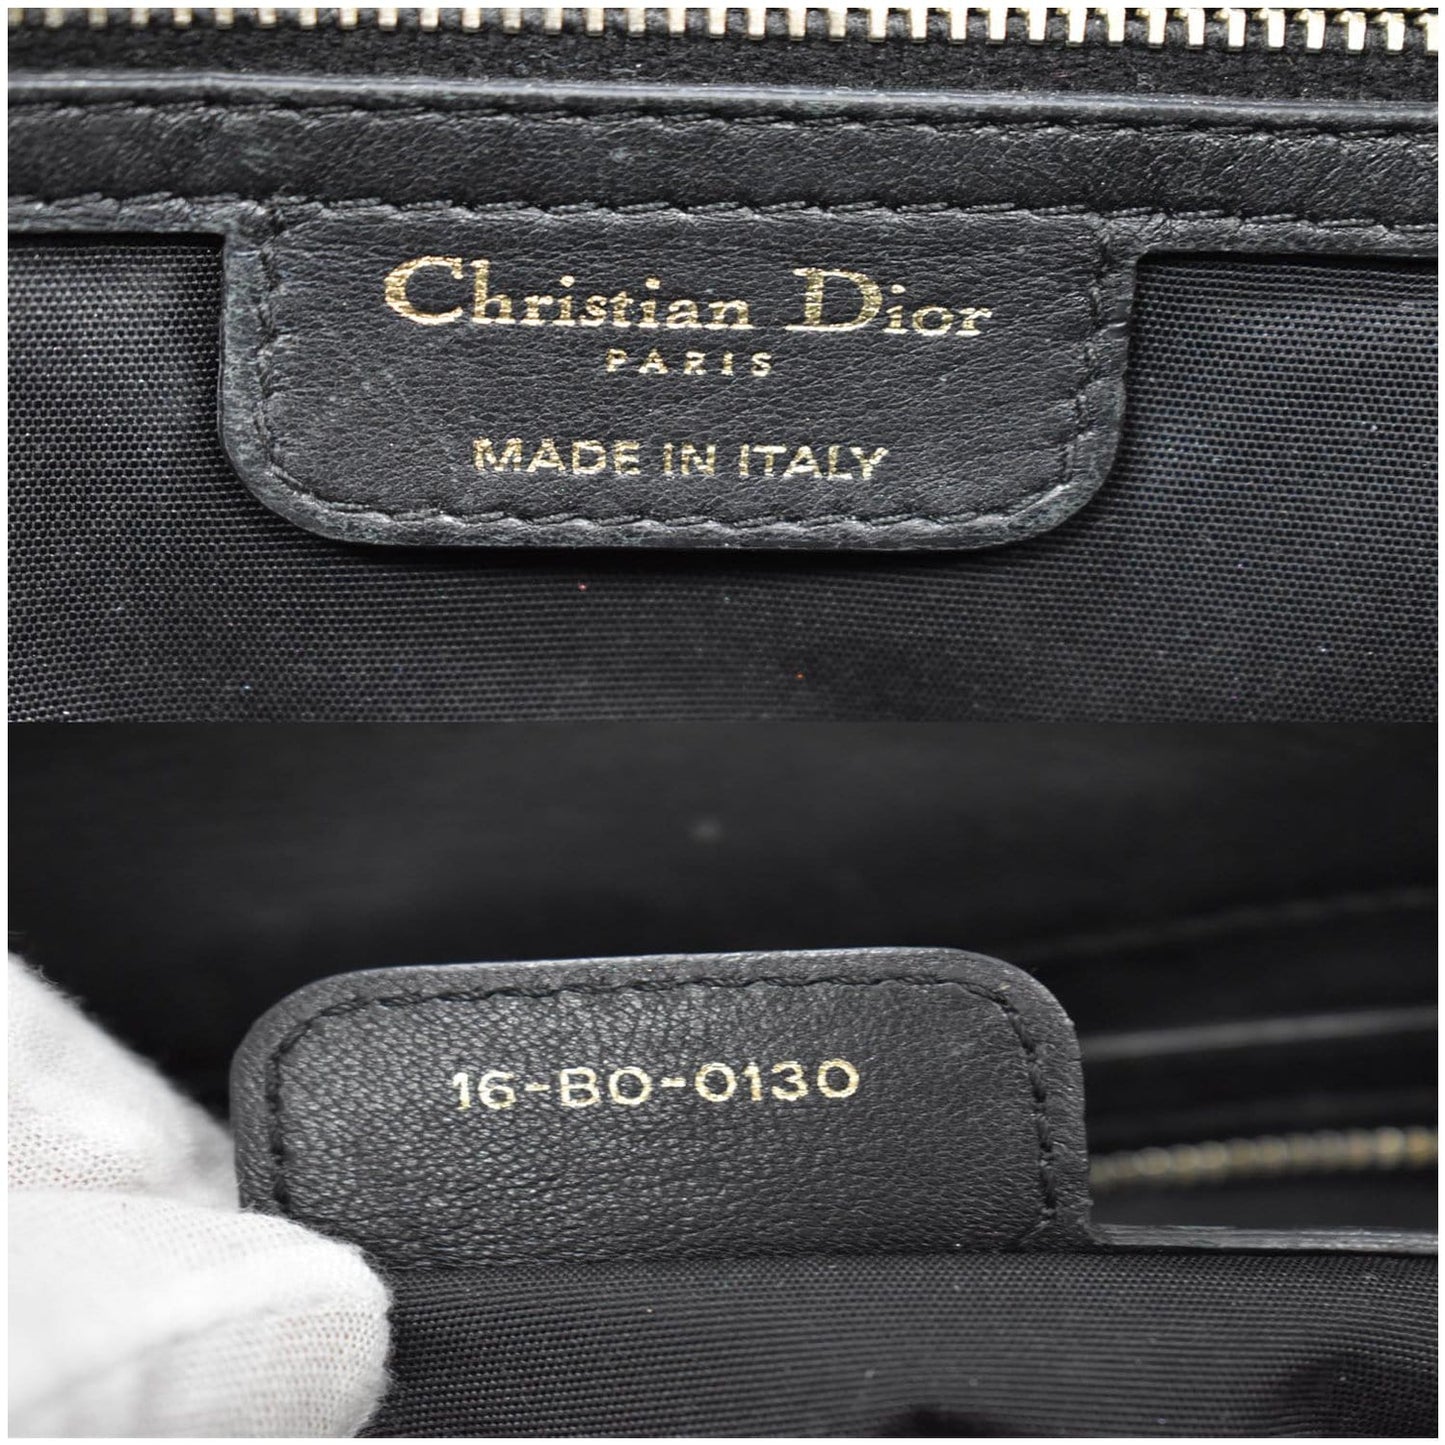 Christian Dior
PARIS
MADE IN ITALY
16-BO-0130